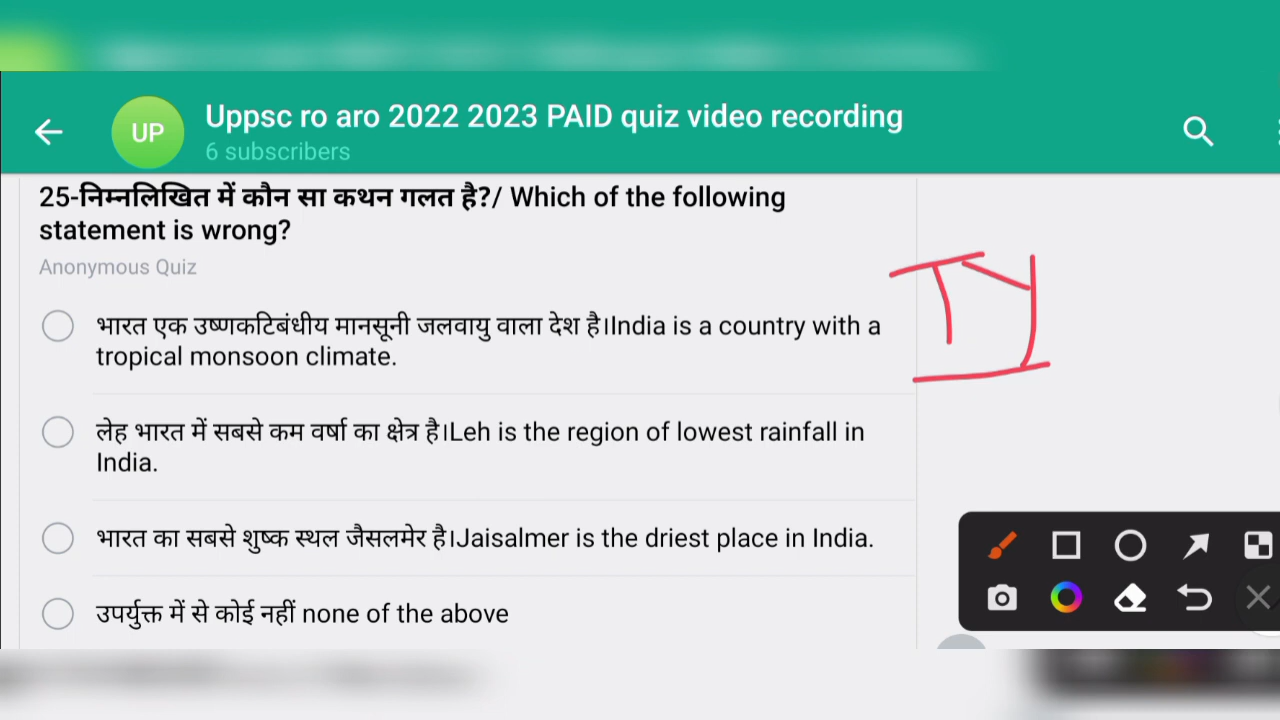 UP
Uppsc ro aro 2022 2023 PAID quiz video recording
6 subscribers
25-निम्नलिखित में कौन सा कथन गलत है?/ Which of the following
statement is wrong?
Anonymous Quiz
भारत एक उष्णकटिबंधीय मानसूनी जलवायु वाला देश है।India is a country with a
tropical monsoon climate.
लेह भारत में सबसे कम वर्षा का क्षेत्र है।Leh is the region of lowest rainfall in
India.
भारत का सबसे शुष्क स्थल जैसलमेर है।Jaisalmer is the driest place in India.
उपर्युक्त में से कोई नहीं none of the above